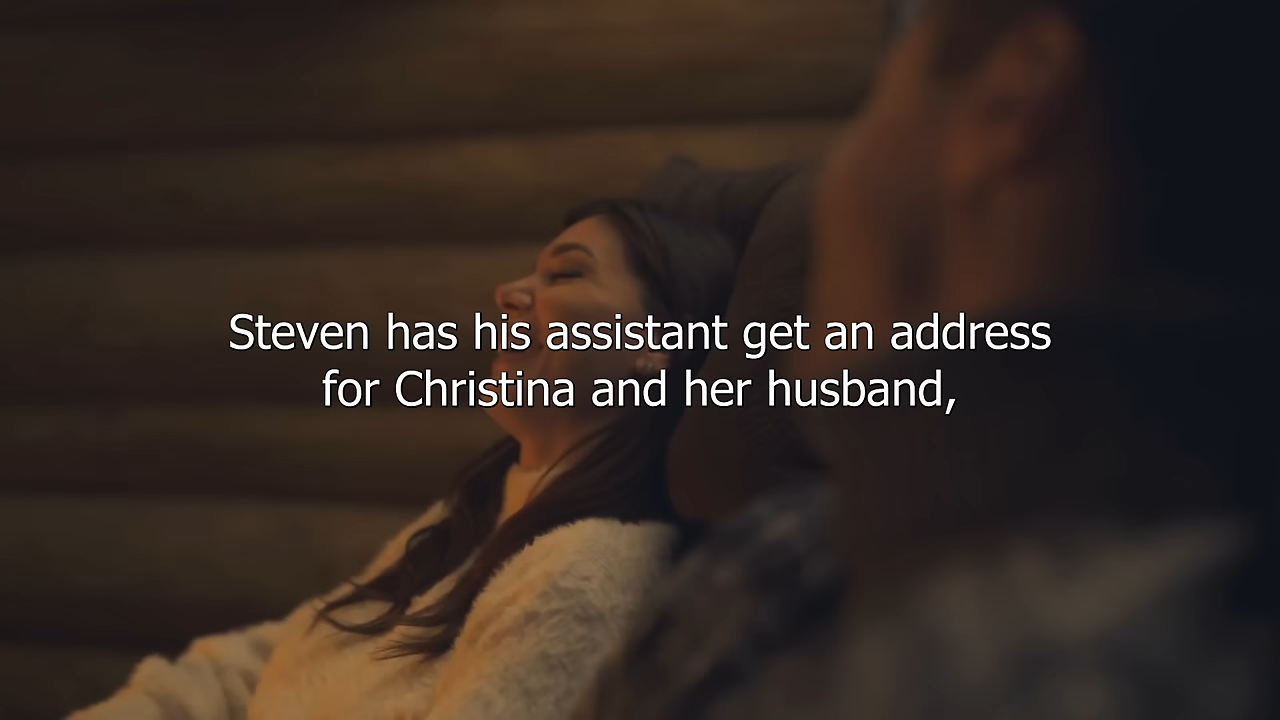 Steven has his assistant get an address
for Christina and her husband,